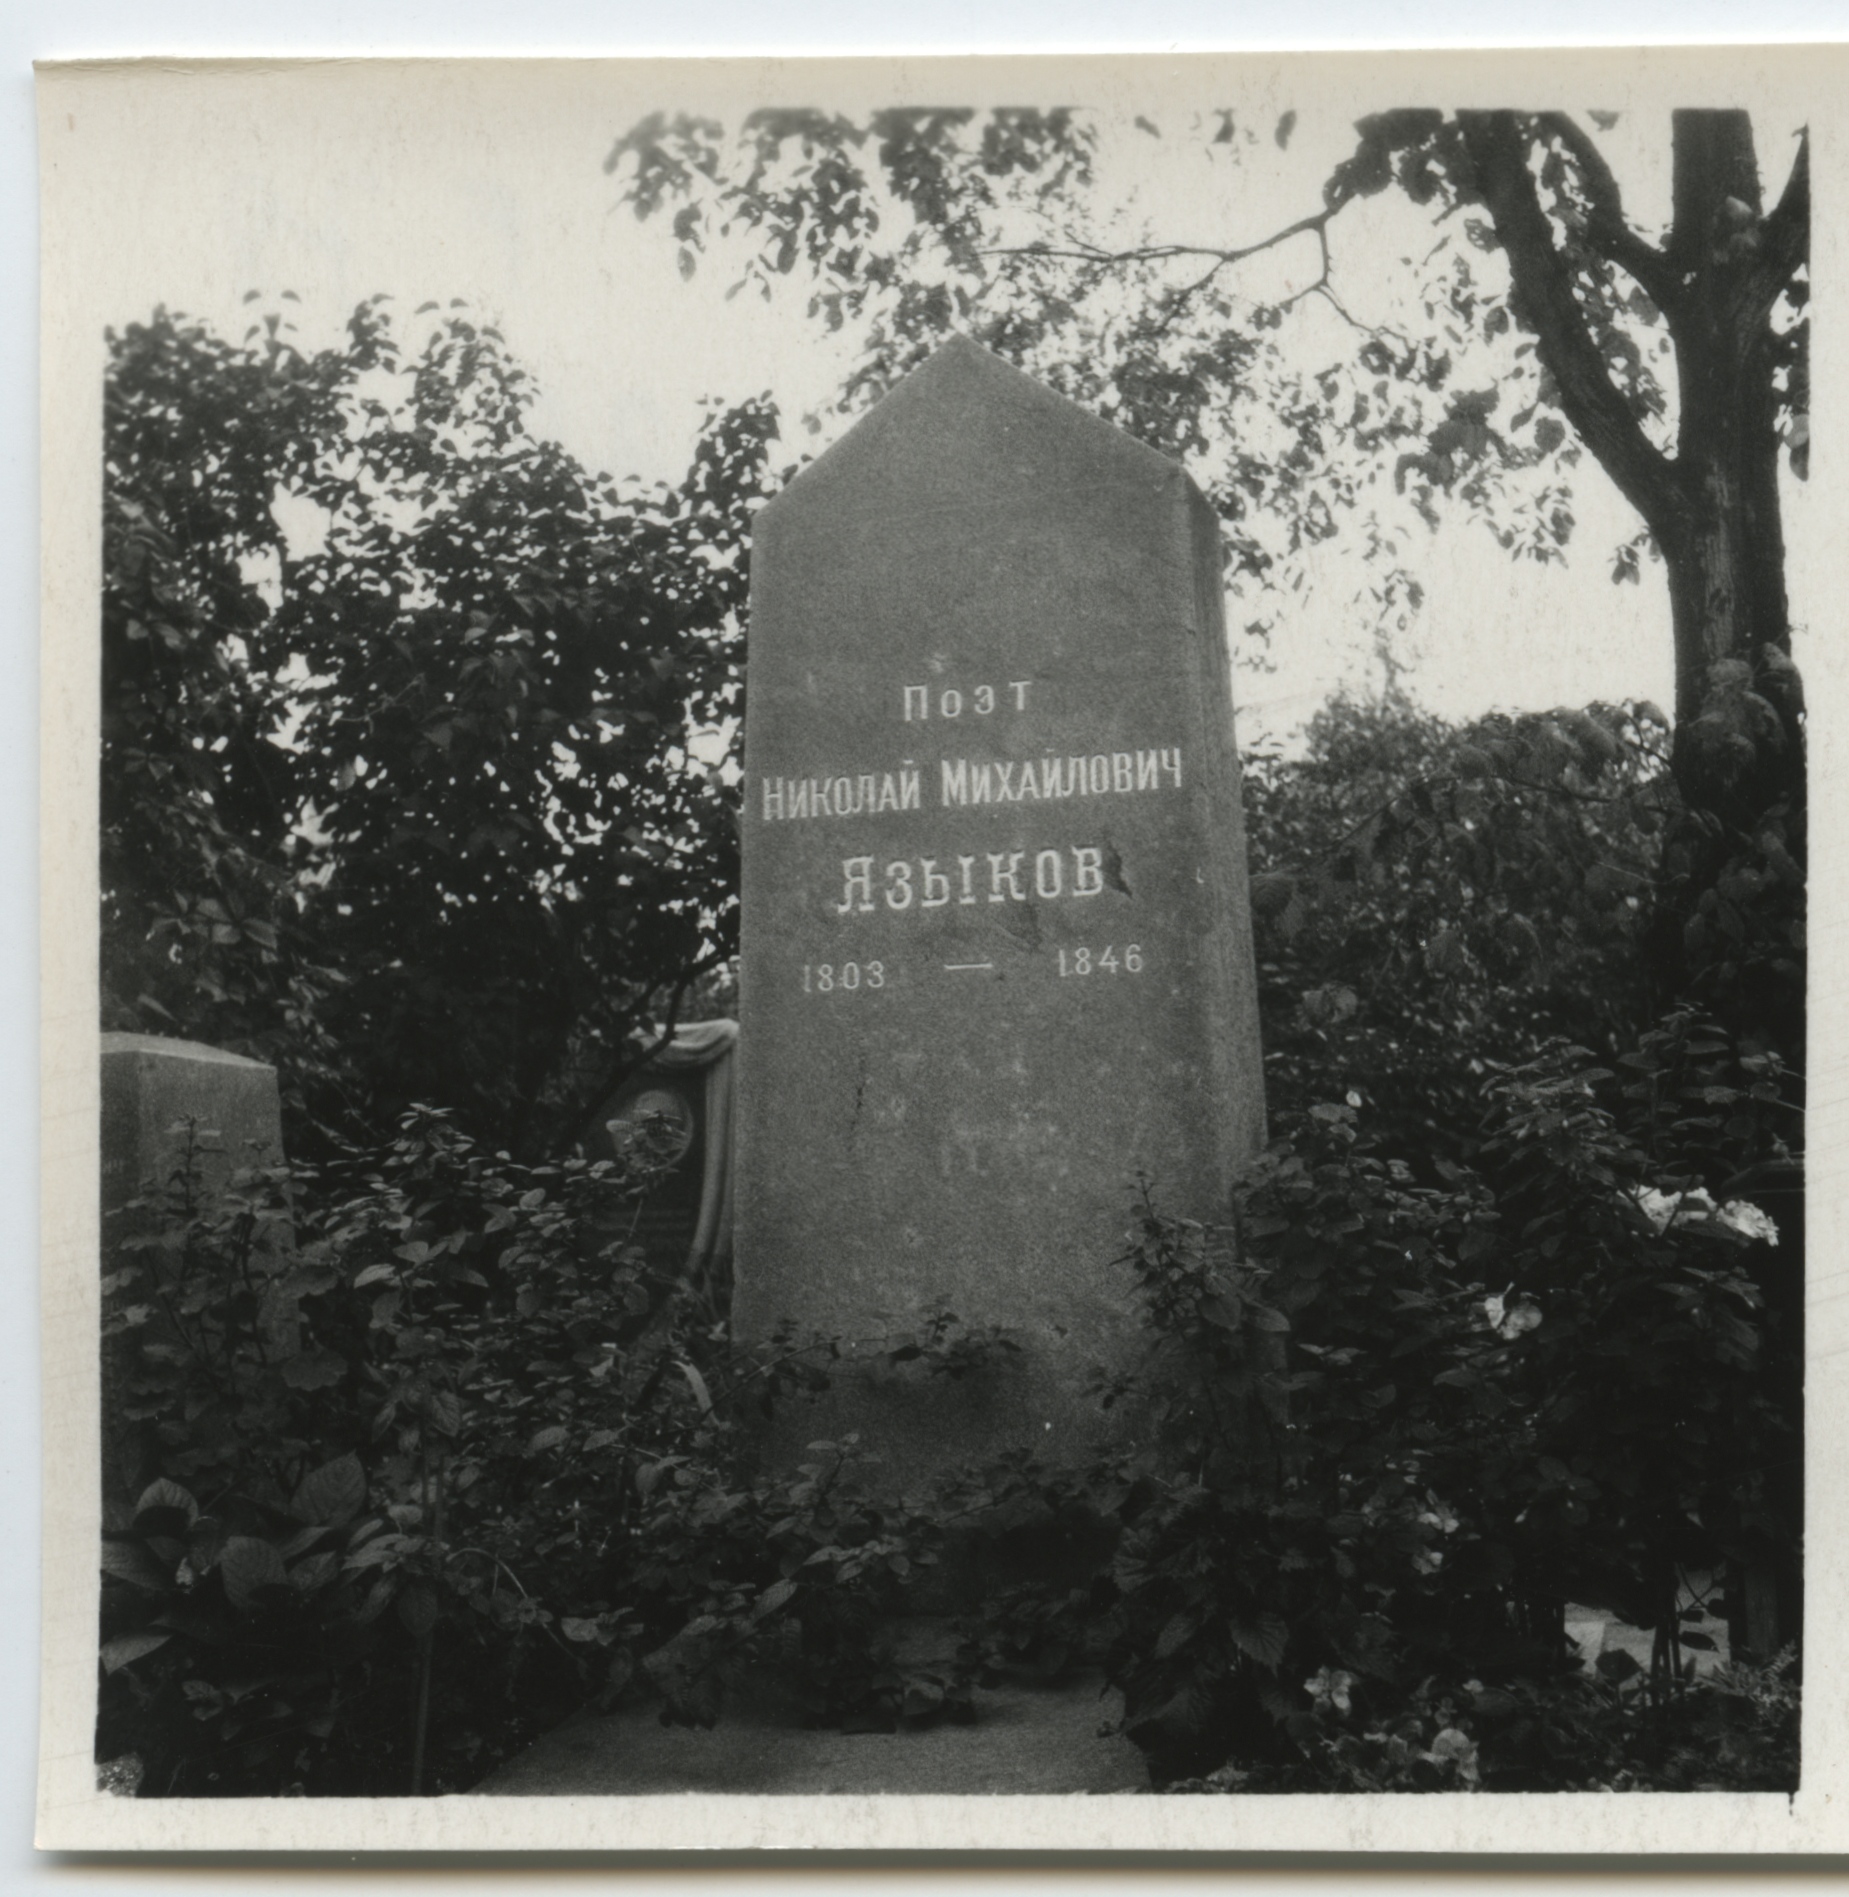 Поэт
Николай Михайлович
Языков
1803 — 1846